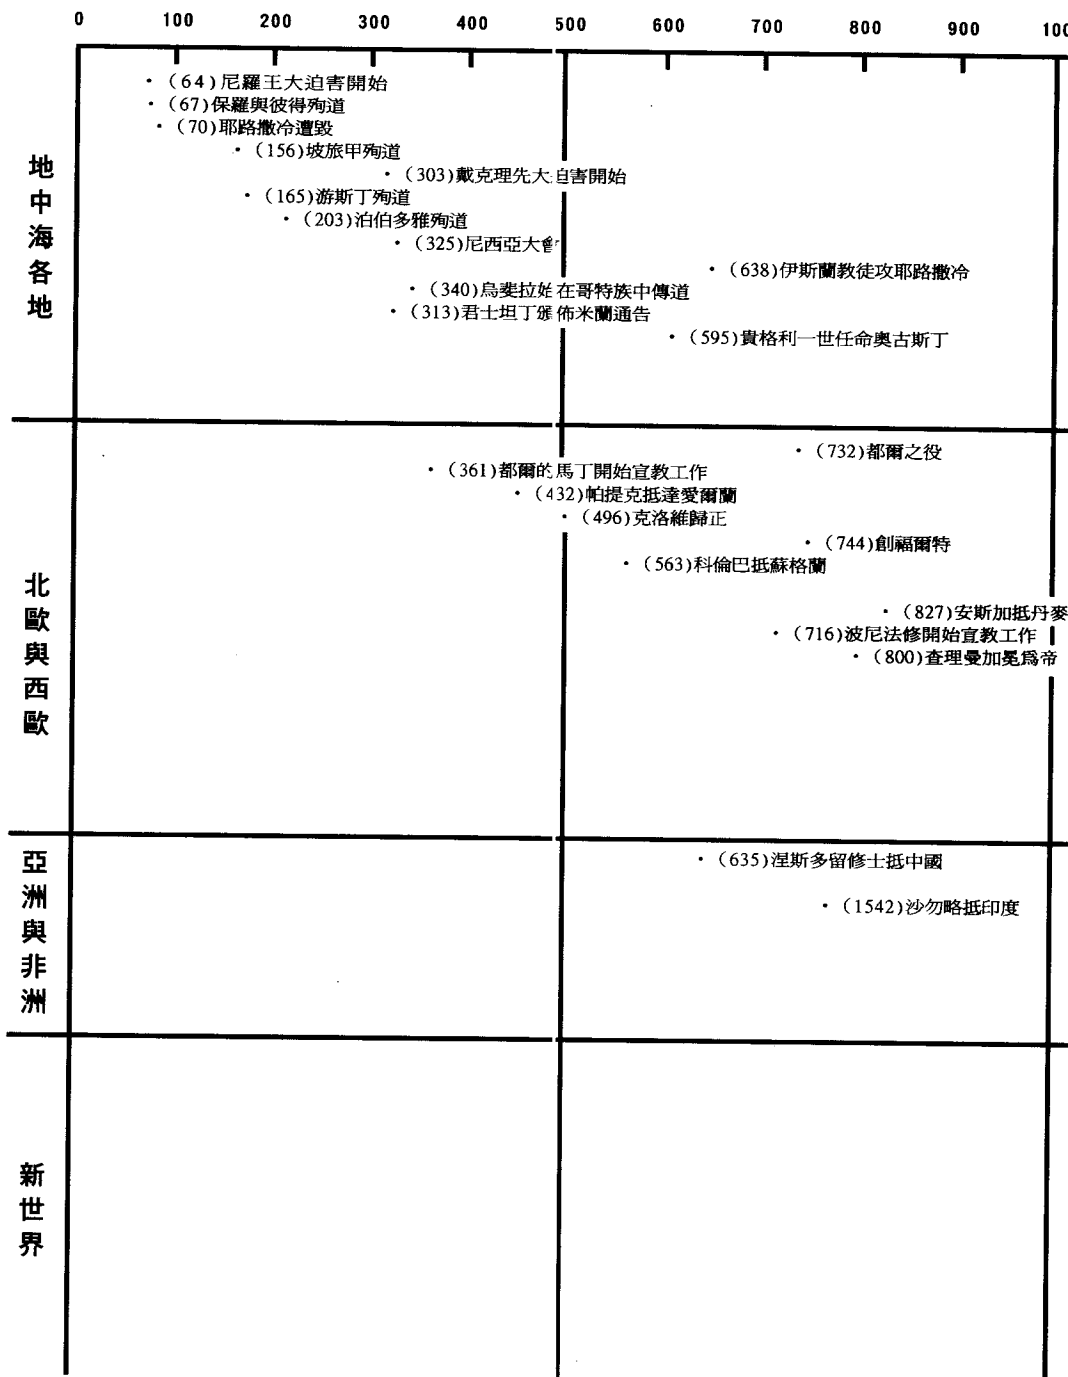 0 100 200 300 400 500 600 700 800 900 100
地中海各地
·(64)尼羅王大迫害開始
·(67)保羅與彼得殉道
·(70)耶路撒冷遭毀
·(156)坡旅甲殉道
·(303)戴克理先大迫害開始
·(165)游斯丁殉道
·(203)泊伯多雅殉道
·(325)尼西亞大會
·(638)伊斯蘭教徒攻耶路撒冷
·(340)烏斐拉始在哥特族中傳道
·(313)君士坦丁頒佈米蘭通告
·(595)貴格利一世任命奧古斯丁
北歐與西歐
·(732)都爾之役
·(361)都爾的馬丁開始宣教工作
·(432)帕提克抵達愛爾蘭
·(496)克洛維歸正
·(744)創福爾特
·(563)科倫巴抵蘇格蘭
·(827)安斯加抵丹麥
·(716)波尼法修開始宣教工作
·(800)查理曼加冕爲帝
亞洲與非洲
·(635)涅斯多留修士抵中國
·(1542)沙勿略抵印度
新世界